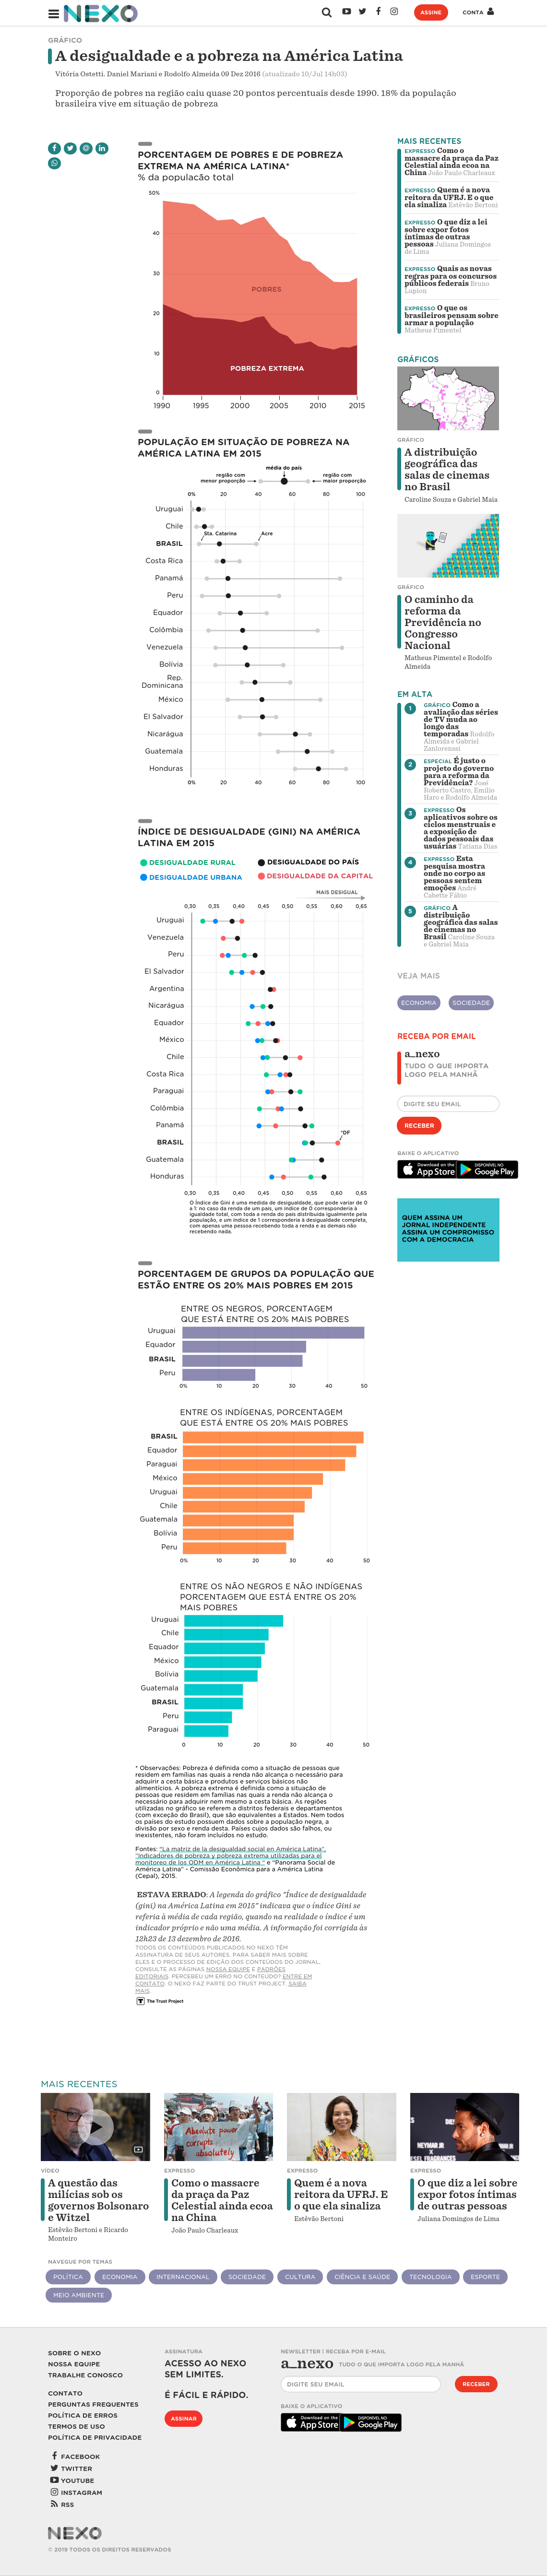 NEXO
ASSINE
CONTA
GRÁFICO
A desigualdade e a pobreza na América Latina
Vitória Ostetti, Daniel Mariani e Rodolfo Almeida 09 Dez 2016 (atualizado 10/Jul 14h03)
Proporção de pobres na região caiu quase 20 pontos percentuais desde 1990. 18% da população
brasileira vive em situação de pobreza
PORCENTAGEM DE POBRES E DE POBREZA
EXTREMA NA AMÉRICA LATINA*
% da população total
50%
40
30
20
10
0
POBRES
POBREZA EXTREMA
1990 1995 2000 2005 2010 2015
POPULAÇÃO EM SITUAÇÃO DE POBREZA NA
AMÉRICA LATINA EM 2015
média do país
região com
menor proporção
região com
maior proporção
0% 20 40 60 80 100
Uruguai
Chile
Sta. Catarina Acre
BRASIL
Costa Rica
Panamá
Peru
Equador
Colômbia
Venezuela
Bolívia
Rep.
Dominicana
México
El Salvador
Nicarágua
Guatemala
Honduras
0% 20 40 60 80 100
ÍNDICE DE DESIGUALDADE (GINI) NA AMÉRICA
LATINA EM 2015
DESIGUALDADE RURAL DESIGUALDADE DO PAÍS
DESIGUALDADE URBANA DESIGUALDADE DA CAPITAL
MAIS DESIGUAL
0,30 0,35 0,40 0,45 0,50 0,55 0,60 0,65
Uruguai
Venezuela
Peru
El Salvador
Argentina
Nicarágua
Equador
México
Chile
Costa Rica
Paraguai
Colômbia
Panamá
*DF
BRASIL
Guatemala
Honduras
0,30 0,35 0,40 0,45 0,50 0,55 0,60 0,65
O Índice de Gini é uma medida de desigualdade, que pode variar de 0
a 1: no caso da renda de um país, um índice de 0 corresponderia à
igualdade total, com toda a renda do país distribuída igualmente pela
população, e um índice 1 corresponderia à desigualdade completa,
com apenas uma pessoa recebendo toda a renda e as demais não
recebendo nada.
PORCENTAGEM DE GRUPOS DA POPULAÇÃO QUE
ESTÃO ENTRE OS 20% MAIS POBRES EM 2015
ENTRE OS NEGROS, PORCENTAGEM
QUE ESTÁ ENTRE OS 20% MAIS POBRES
Uruguai
Equador
BRASIL
Peru
0% 10 20 30 40 50
ENTRE OS INDÍGENAS, PORCENTAGEM
QUE ESTÁ ENTRE OS 20% MAIS POBRES
BRASIL
Equador
Paraguai
México
Uruguai
Chile
Guatemala
Bolívia
Peru
0% 10 20 30 40 50
ENTRE OS NÃO NEGROS E NÃO INDÍGENAS
PORCENTAGEM QUE ESTÁ ENTRE OS 20%
MAIS POBRES
Uruguai
Chile
Equador
México
Bolívia
Guatemala
BRASIL
Peru
Paraguai
0 10 20 30 40 50
* Observações: Pobreza é definida como a situação de pessoas que
residem em famílias nas quais a renda não alcança o necessário para
adquirir a cesta básica e produtos e serviços básicos não
alimentícios. A pobreza extrema é definida como a situação de
pessoas que residem em famílias nas quais a renda não alcança o
necessário para adquirir nem mesmo a cesta básica. As regiões
utilizadas no gráfico se referem a distritos federais e departamentos
(com exceção do Brasil), que são equivalentes a Estados. Nem todos
os países do estudo possuem dados sobre a população negra, a
divisão por sexo e renda destes. Países cujos dados são falhos, ou
inexistentes, não foram incluídos no estudo.
Fontes: "La matriz de la desigualdad social en América Latina",
"Indicadores de pobreza y pobreza extrema utilizadas para el
monitoreo de los ODM en América Latina " e "Panorama Social de
América Latina" - Comissão Econômica para a América Latina
(Cepal), 2015.
ESTAVA ERRADO: A legenda do gráfico "Índice de desigualdade
(gini) na América Latina em 2015" indicava que o índice Gini se
referia à média de cada região, quando na realidade o índice é um
indicador próprio e não uma média. A informação foi corrigida às
12h23 de 13 dezembro de 2016.
TODOS OS CONTEÚDOS PUBLICADOS NO NEXO TÊM
ASSINATURA DE SEUS AUTORES. PARA SABER MAIS SOBRE
ELES E O PROCESSO DE EDIÇÃO DOS CONTEÚDOS DO JORNAL,
CONSULTE AS PÁGINAS NOSSA EQUIPE E PADRÕES
EDITORIAIS. PERCEBEU UM ERRO NO CONTEÚDO? ENTRE EM
CONTATO. O NEXO FAZ PARTE DO TRUST PROJECT. SAIBA
MAIS.
The Trust Project
MAIS RECENTES
EXPRESSO Como o
massacre da praça da Paz
Celestial ainda ecoa na
China João Paulo Charleaux
EXPRESSO Quem é a nova
reitora da UFRJ. E o que
ela sinaliza Estêvão Bertoni
EXPRESSO O que diz a lei
sobre expor fotos
íntimas de outras
pessoas Juliana Domingos
de Lima
EXPRESSO Quais as novas
regras para os concursos
públicos federais Bruno
Lupion
EXPRESSO O que os
brasileiros pensam sobre
armar a população
Matheus Pimentel
GRÁFICOS
GRÁFICO
A distribuição
geográfica das
salas de cinemas
no Brasil
Caroline Souza e Gabriel Maia
GRÁFICO
O caminho da
reforma da
Previdência no
Congresso
Nacional
Matheus Pimentel e Rodolfo
Almeida
EM ALTA
1 GRÁFICO Como a
avaliação das séries
de TV muda ao
longo das
temporadas Rodolfo
Almeida e Gabriel
Zanlorenssi
2 ESPECIAL É justo o
projeto do governo
para a reforma da
Previdência? José
Roberto Castro, Emílio
Haro e Rodolfo Almeida
3 EXPRESSO Os
aplicativos sobre os
ciclos menstruais e
a exposição de
dados pessoais das
usuárias Tatiana Dias
4 EXPRESSO Esta
pesquisa mostra
onde no corpo as
pessoas sentem
emoções André
Cabette Fábio
5 GRÁFICO A
distribuição
geográfica das salas
de cinemas no
Brasil Caroline Souza
e Gabriel Maia
VEJA MAIS
ECONOMIA SOCIEDADE
RECEBA POR EMAIL
a_nexo
TUDO O QUE IMPORTA
LOGO PELA MANHÃ
DIGITE SEU EMAIL
RECEBER
BAIXE O APLICATIVO
Download on the App Store
DISPONÍVEL NO Google Play
QUEM ASSINA UM
JORNAL INDEPENDENTE
ASSINA UM COMPROMISSO
COM A DEMOCRACIA
MAIS RECENTES
Absolute power
corrupts
absolutely
VÍDEO
A questão das
milícias sob os
governos Bolsonaro
e Witzel
Estêvão Bertoni e Ricardo
Monteiro
EXPRESSO
Como o massacre
da praça da Paz
Celestial ainda ecoa
na China
João Paulo Charleaux
EXPRESSO
Quem é a nova
reitora da UFRJ. E
o que ela sinaliza
Estêvão Bertoni
EXPRESSO
O que diz a lei sobre
expor fotos íntimas
de outras pessoas
Juliana Domingos de Lima
NAVEGUE POR TEMAS
POLÍTICA ECONOMIA INTERNACIONAL SOCIEDADE CULTURA CIÊNCIA E SAÚDE TECNOLOGIA ESPORTE
MEIO AMBIENTE
SOBRE O NEXO
NOSSA EQUIPE
TRABALHE CONOSCO
CONTATO
PERGUNTAS FREQUENTES
POLÍTICA DE ERROS
TERMOS DE USO
POLÍTICA DE PRIVACIDADE
FACEBOOK
TWITTER
YOUTUBE
INSTAGRAM
RSS
ASSINATURA
ACESSO AO NEXO
SEM LIMITES.
É FÁCIL E RÁPIDO.
ASSINAR
NEWSLETTER | RECEBA POR E-MAIL
a_nexo TUDO O QUE IMPORTA LOGO PELA MANHÃ
DIGITE SEU EMAIL
RECEBER
BAIXE O APLICATIVO
Download on the App Store
DISPONÍVEL NO Google Play
NEXO
© 2019 TODOS OS DIREITOS RESERVADOS